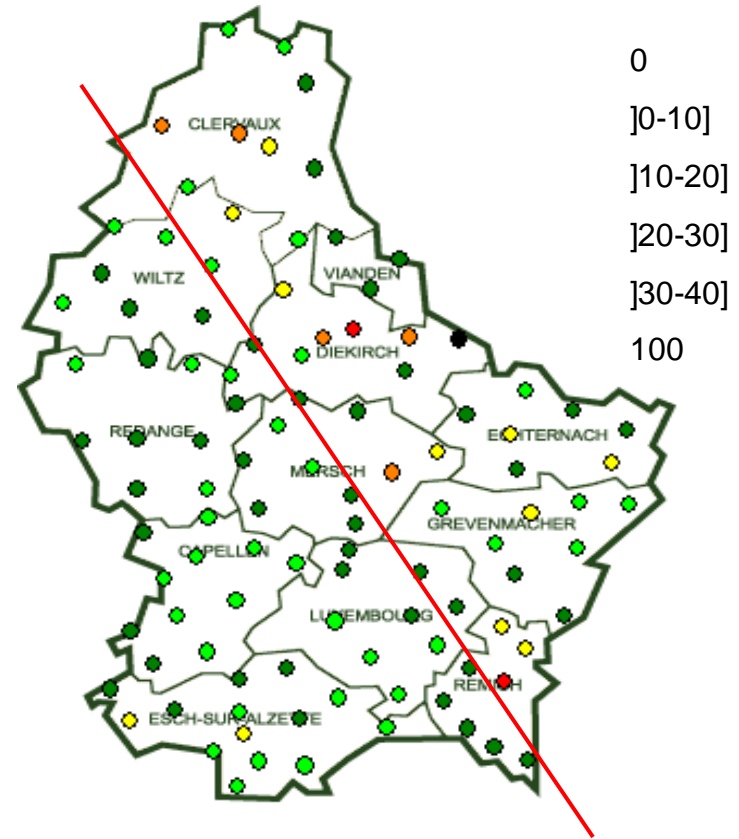 CLERVAUX
WILTZ
VIANDEN
DIEKIRCH
REDANGE
ECHTERNACH
MERSCH
GREVENMACHER
CAPELLEN
LUXEMBOURG
REMICH
ESCH-SUR-ALZETTE
0
]0-10]
]10-20]
]20-30]
]30-40]
100